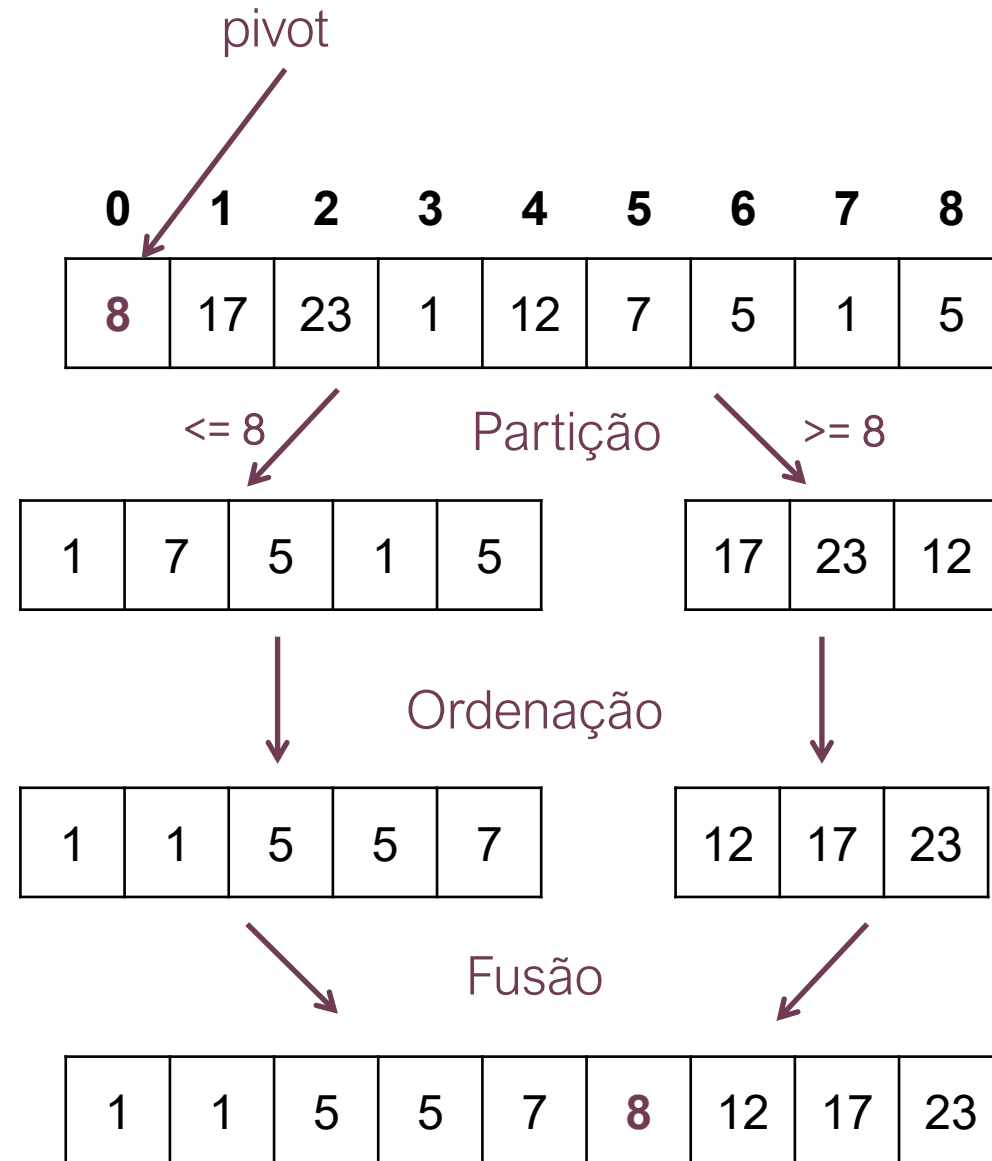 pivot
0 1 2 3 4 5 6 7 8
8 17 23 1 12 7 5 1 5
<= 8 Partição >= 8
1 7 5 1 5 17 23 12
Ordenação
1 1 5 5 7 12 17 23
Fusão
1 1 5 5 7 8 12 17 23